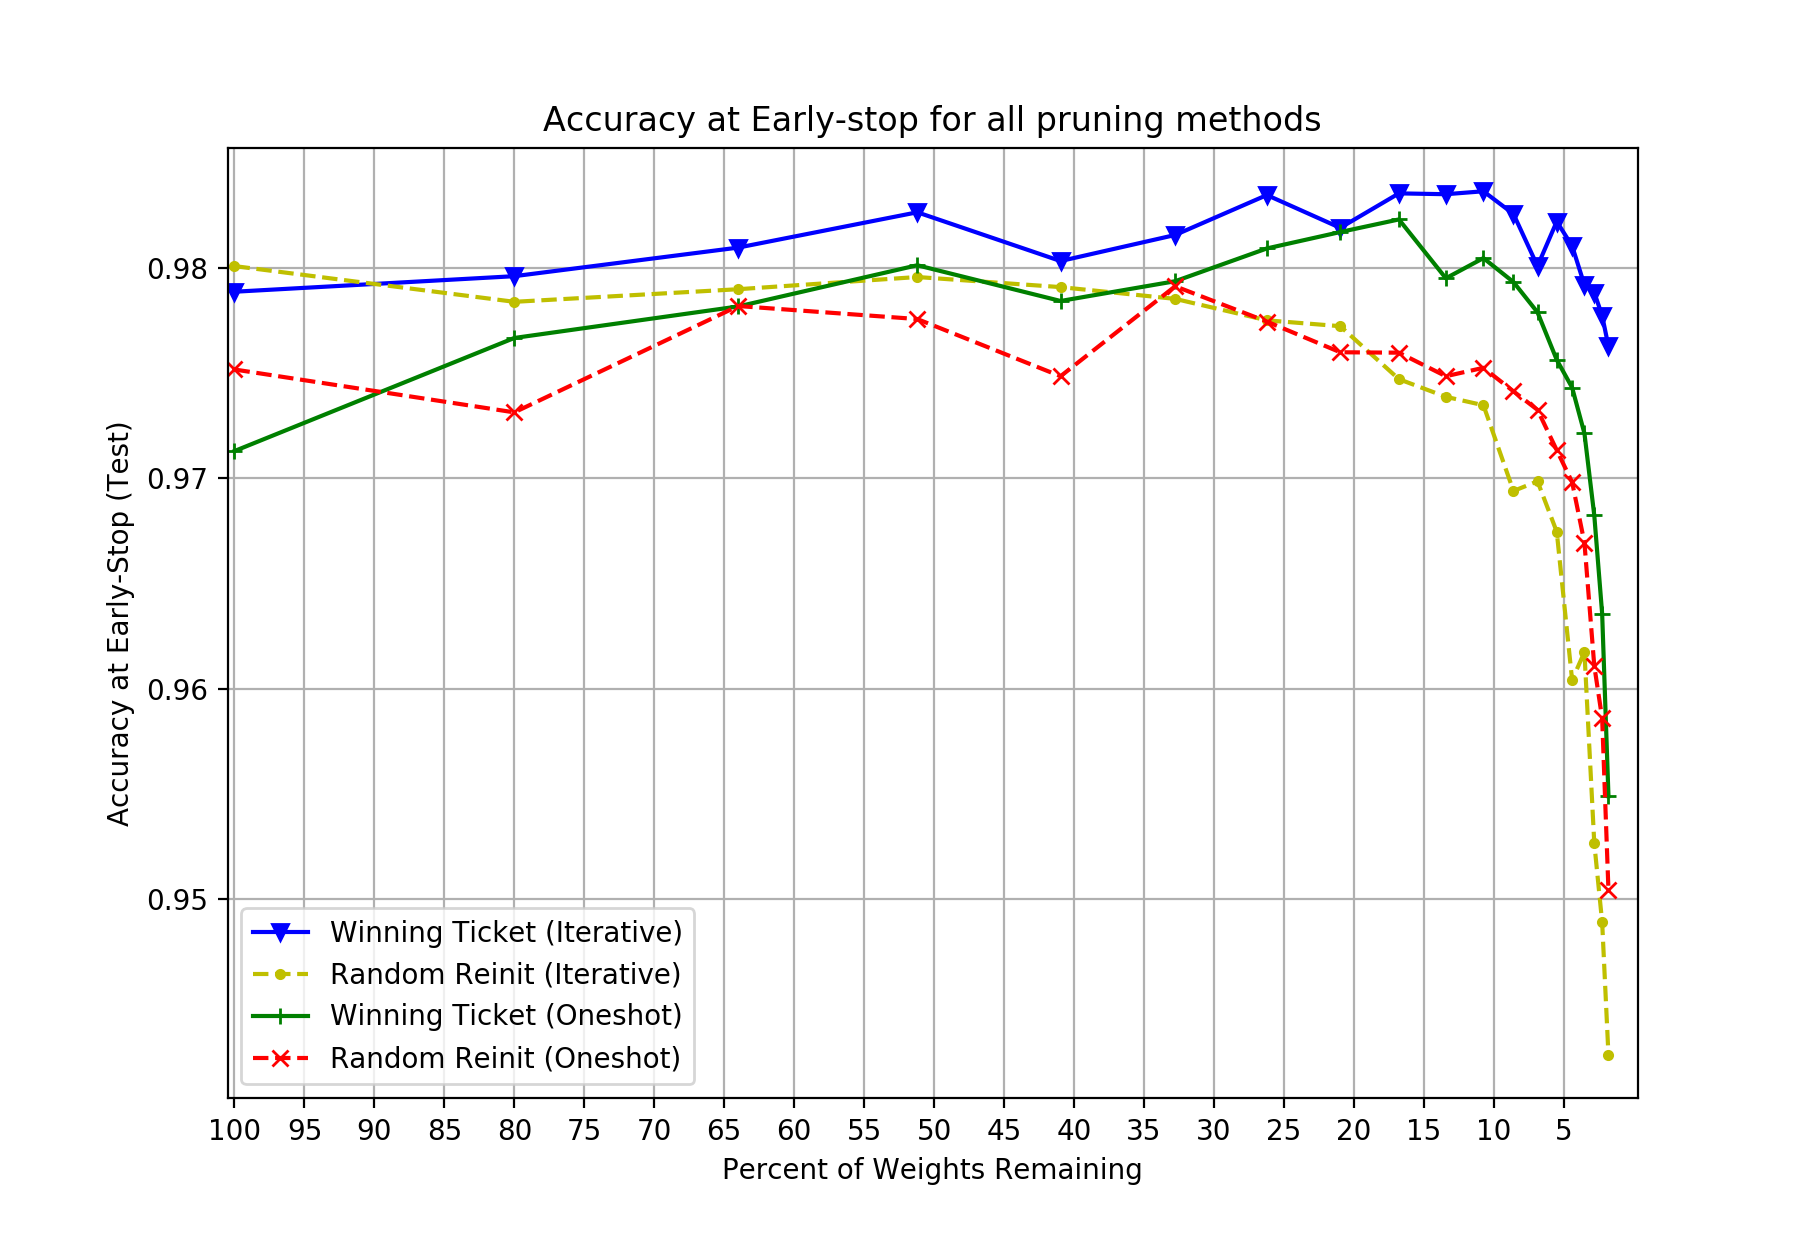 Accuracy at Early-stop for all pruning methods
Accuracy at Early-Stop (Test)
0.98
0.97
0.96
0.95
Winning Ticket (Iterative)
Random Reinit (Iterative)
Winning Ticket (Oneshot)
Random Reinit (Oneshot)
100 95 90 85 80 75 70 65 60 55 50 45 40 35 30 25 20 15 10 5
Percent of Weights Remaining